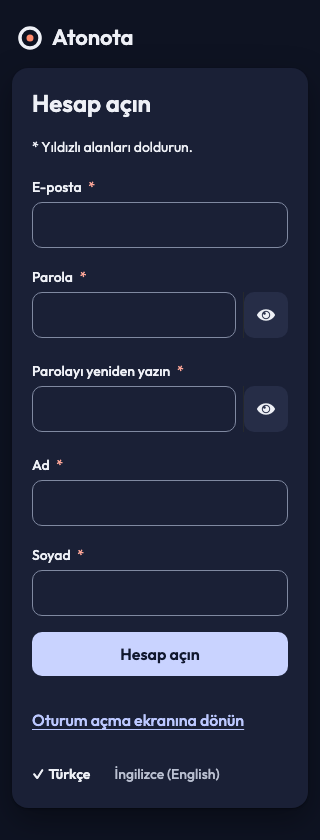 Atonota
Hesap açın
* Yıldızlı alanları doldurun.
E-posta *
Parola *
Parolayı yeniden yazın *
Ad *
Soyad *
Hesap açın
Oturum açma ekranına dönün
Türkçe İngilizce (English)